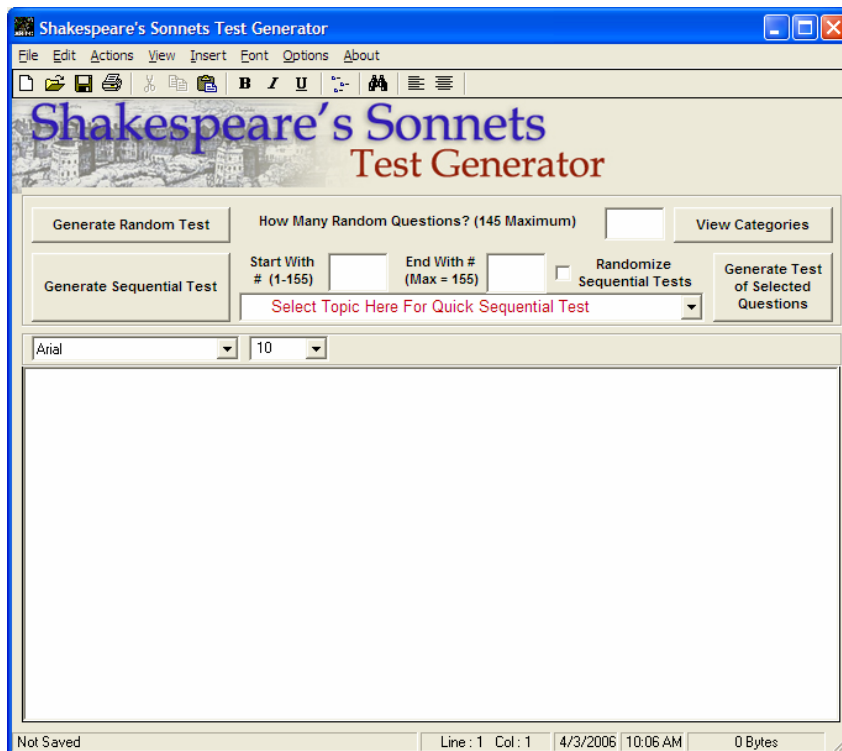 Shakespeare's Sonnets Test Generator
File Edit Actions View Insert Font Options About
B I U
Shakespeare's Sonnets
Test Generator
Generate Random Test
How Many Random Questions? (145 Maximum)
View Categories
Generate Sequential Test
Start With
# (1-155)
End With #
(Max = 155)
Randomize
Sequential Tests
Generate Test
of Selected
Questions
Select Topic Here For Quick Sequential Test
Arial
10
Not Saved
Line : 1 Col : 1
4/3/2006
10:06 AM
0 Bytes